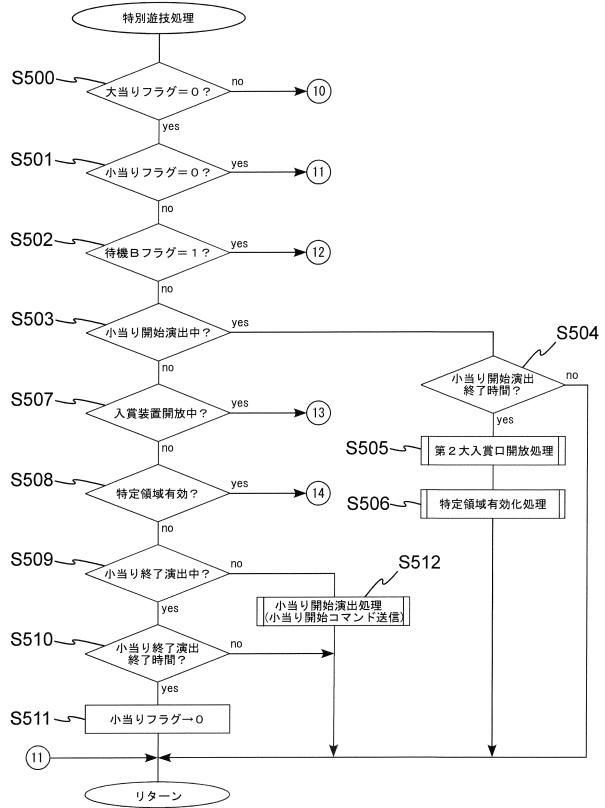 特別遊技処理
S500
大当りフラグ＝０？
no
10
yes
S501
小当りフラグ＝０？
yes
11
no
S502
待機Ｂフラグ＝１？
yes
12
no
S503
小当り開始演出中？
yes
no
S504
小当り開始演出
終了時間？
no
yes
S507
入賞装置開放中？
yes
13
no
S505
第２大入賞口開放処理
S508
特定領域有効？
yes
14
no
S506
特定領域有効化処理
S509
小当り終了演出中？
no
yes
S512
小当り開始演出処理
(小当り開始コマンド送信)
S510
小当り終了演出
終了時間？
no
yes
S511
小当りフラグ→０
11
リターン